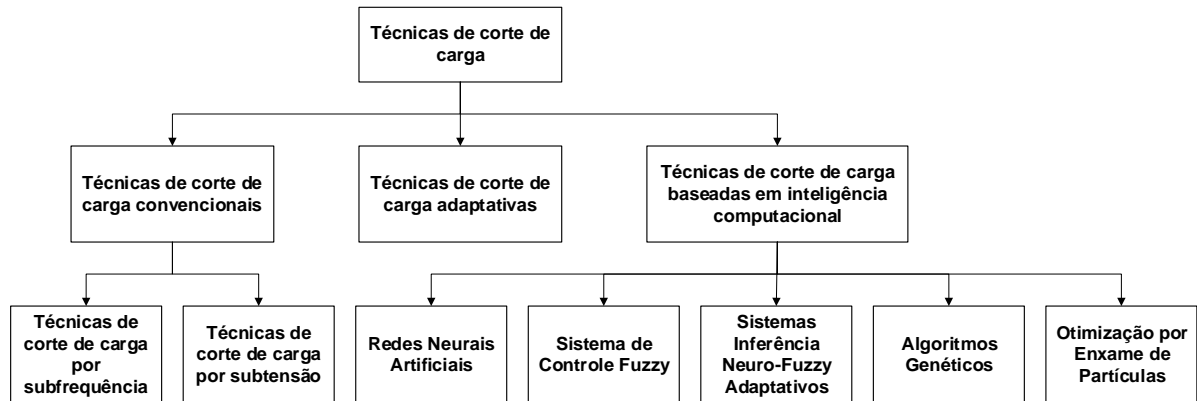 Técnicas de corte de
carga
Técnicas de corte de
carga convencionais
Técnicas de corte de
carga adaptativas
Técnicas de corte de carga
baseadas em inteligência
computacional
Técnicas de
corte de carga
por
subfrequência
Técnicas de
corte de carga
por subtensão
Redes Neurais
Artificiais
Sistema de
Controle Fuzzy
Sistemas
Inferência
Neuro-Fuzzy
Adaptativos
Algoritmos
Genéticos
Otimização por
Enxame de
Partículas